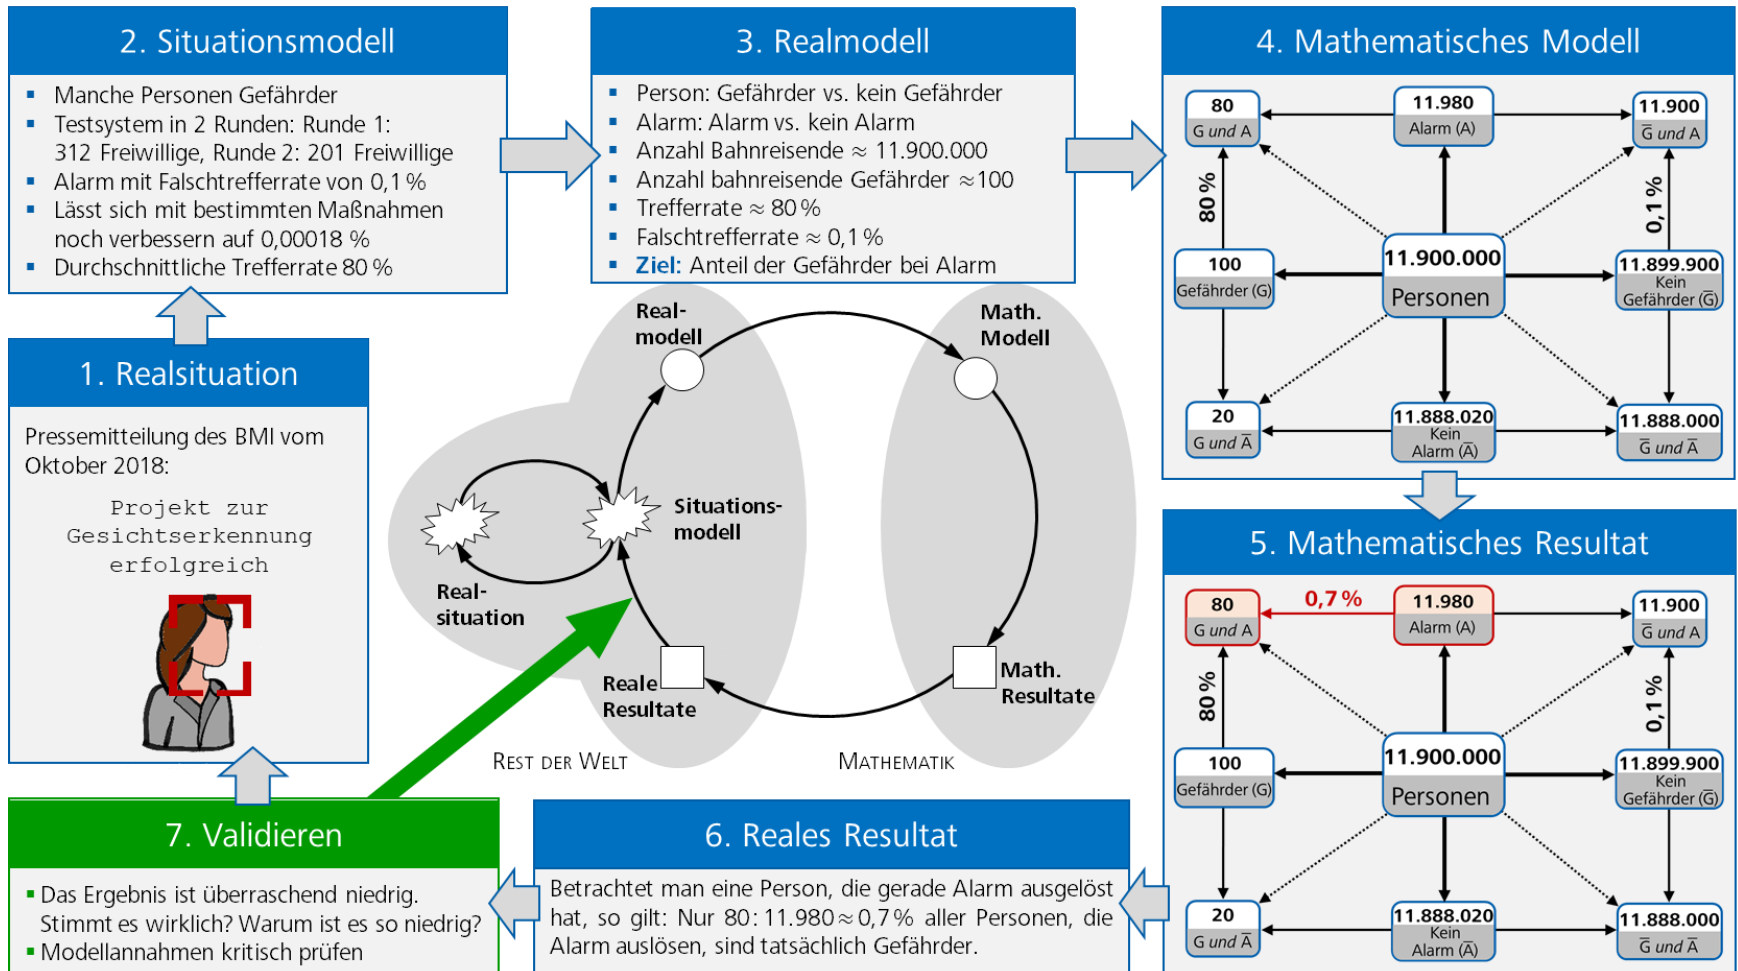 2. Situationsmodell
▪ Manche Personen Gefährder
▪ Testsystem in 2 Runden: Runde 1:
312 Freiwillige, Runde 2: 201 Freiwillige
▪ Alarm mit Falschtrefferrate von 0,1 %
▪ Lässt sich mit bestimmten Maßnahmen
noch verbessern auf 0,00018 %
▪ Durchschnittliche Trefferrate 80 %
3. Realmodell
▪ Person: Gefährder vs. kein Gefährder
▪ Alarm: Alarm vs. kein Alarm
▪ Anzahl Bahnreisende ≈ 11.900.000
▪ Anzahl bahnreisende Gefährder ≈100
▪ Trefferrate ≈ 80 %
▪ Falschtrefferrate ≈ 0,1 %
▪ Ziel: Anteil der Gefährder bei Alarm
4. Mathematisches Modell
80
G und A
11.980
Alarm (A)
11.900
G̅ und A
80 %
0,1 %
100
Gefährder (G)
11.900.000
Personen
11.899.900
Kein
Gefährder (G̅)
20
G und A̅
11.888.020
Kein
Alarm (A̅)
11.888.000
G̅ und A̅
1. Realsituation
Pressemitteilung des BMI vom
Oktober 2018:
Projekt zur
Gesichtserkennung
erfolgreich
Real-
modell
Math.
Modell
Situations-
modell
Real-
situation
Reale
Resultate
Math.
Resultate
REST DER WELT
MATHEMATIK
5. Mathematisches Resultat
80
G und A
0,7 %
11.980
Alarm (A)
11.900
G̅ und A
80 %
0,1 %
100
Gefährder (G)
11.900.000
Personen
11.899.900
Kein
Gefährder (G̅)
20
G und A̅
11.888.020
Kein
Alarm (A̅)
11.888.000
G̅ und A̅
6. Reales Resultat
Betrachtet man eine Person, die gerade Alarm ausgelöst
hat, so gilt: Nur 80 : 11.980 ≈ 0,7 % aller Personen, die
Alarm auslösen, sind tatsächlich Gefährder.
7. Validieren
▪ Das Ergebnis ist überraschend niedrig.
Stimmt es wirklich? Warum ist es so niedrig?
▪ Modellannahmen kritisch prüfen